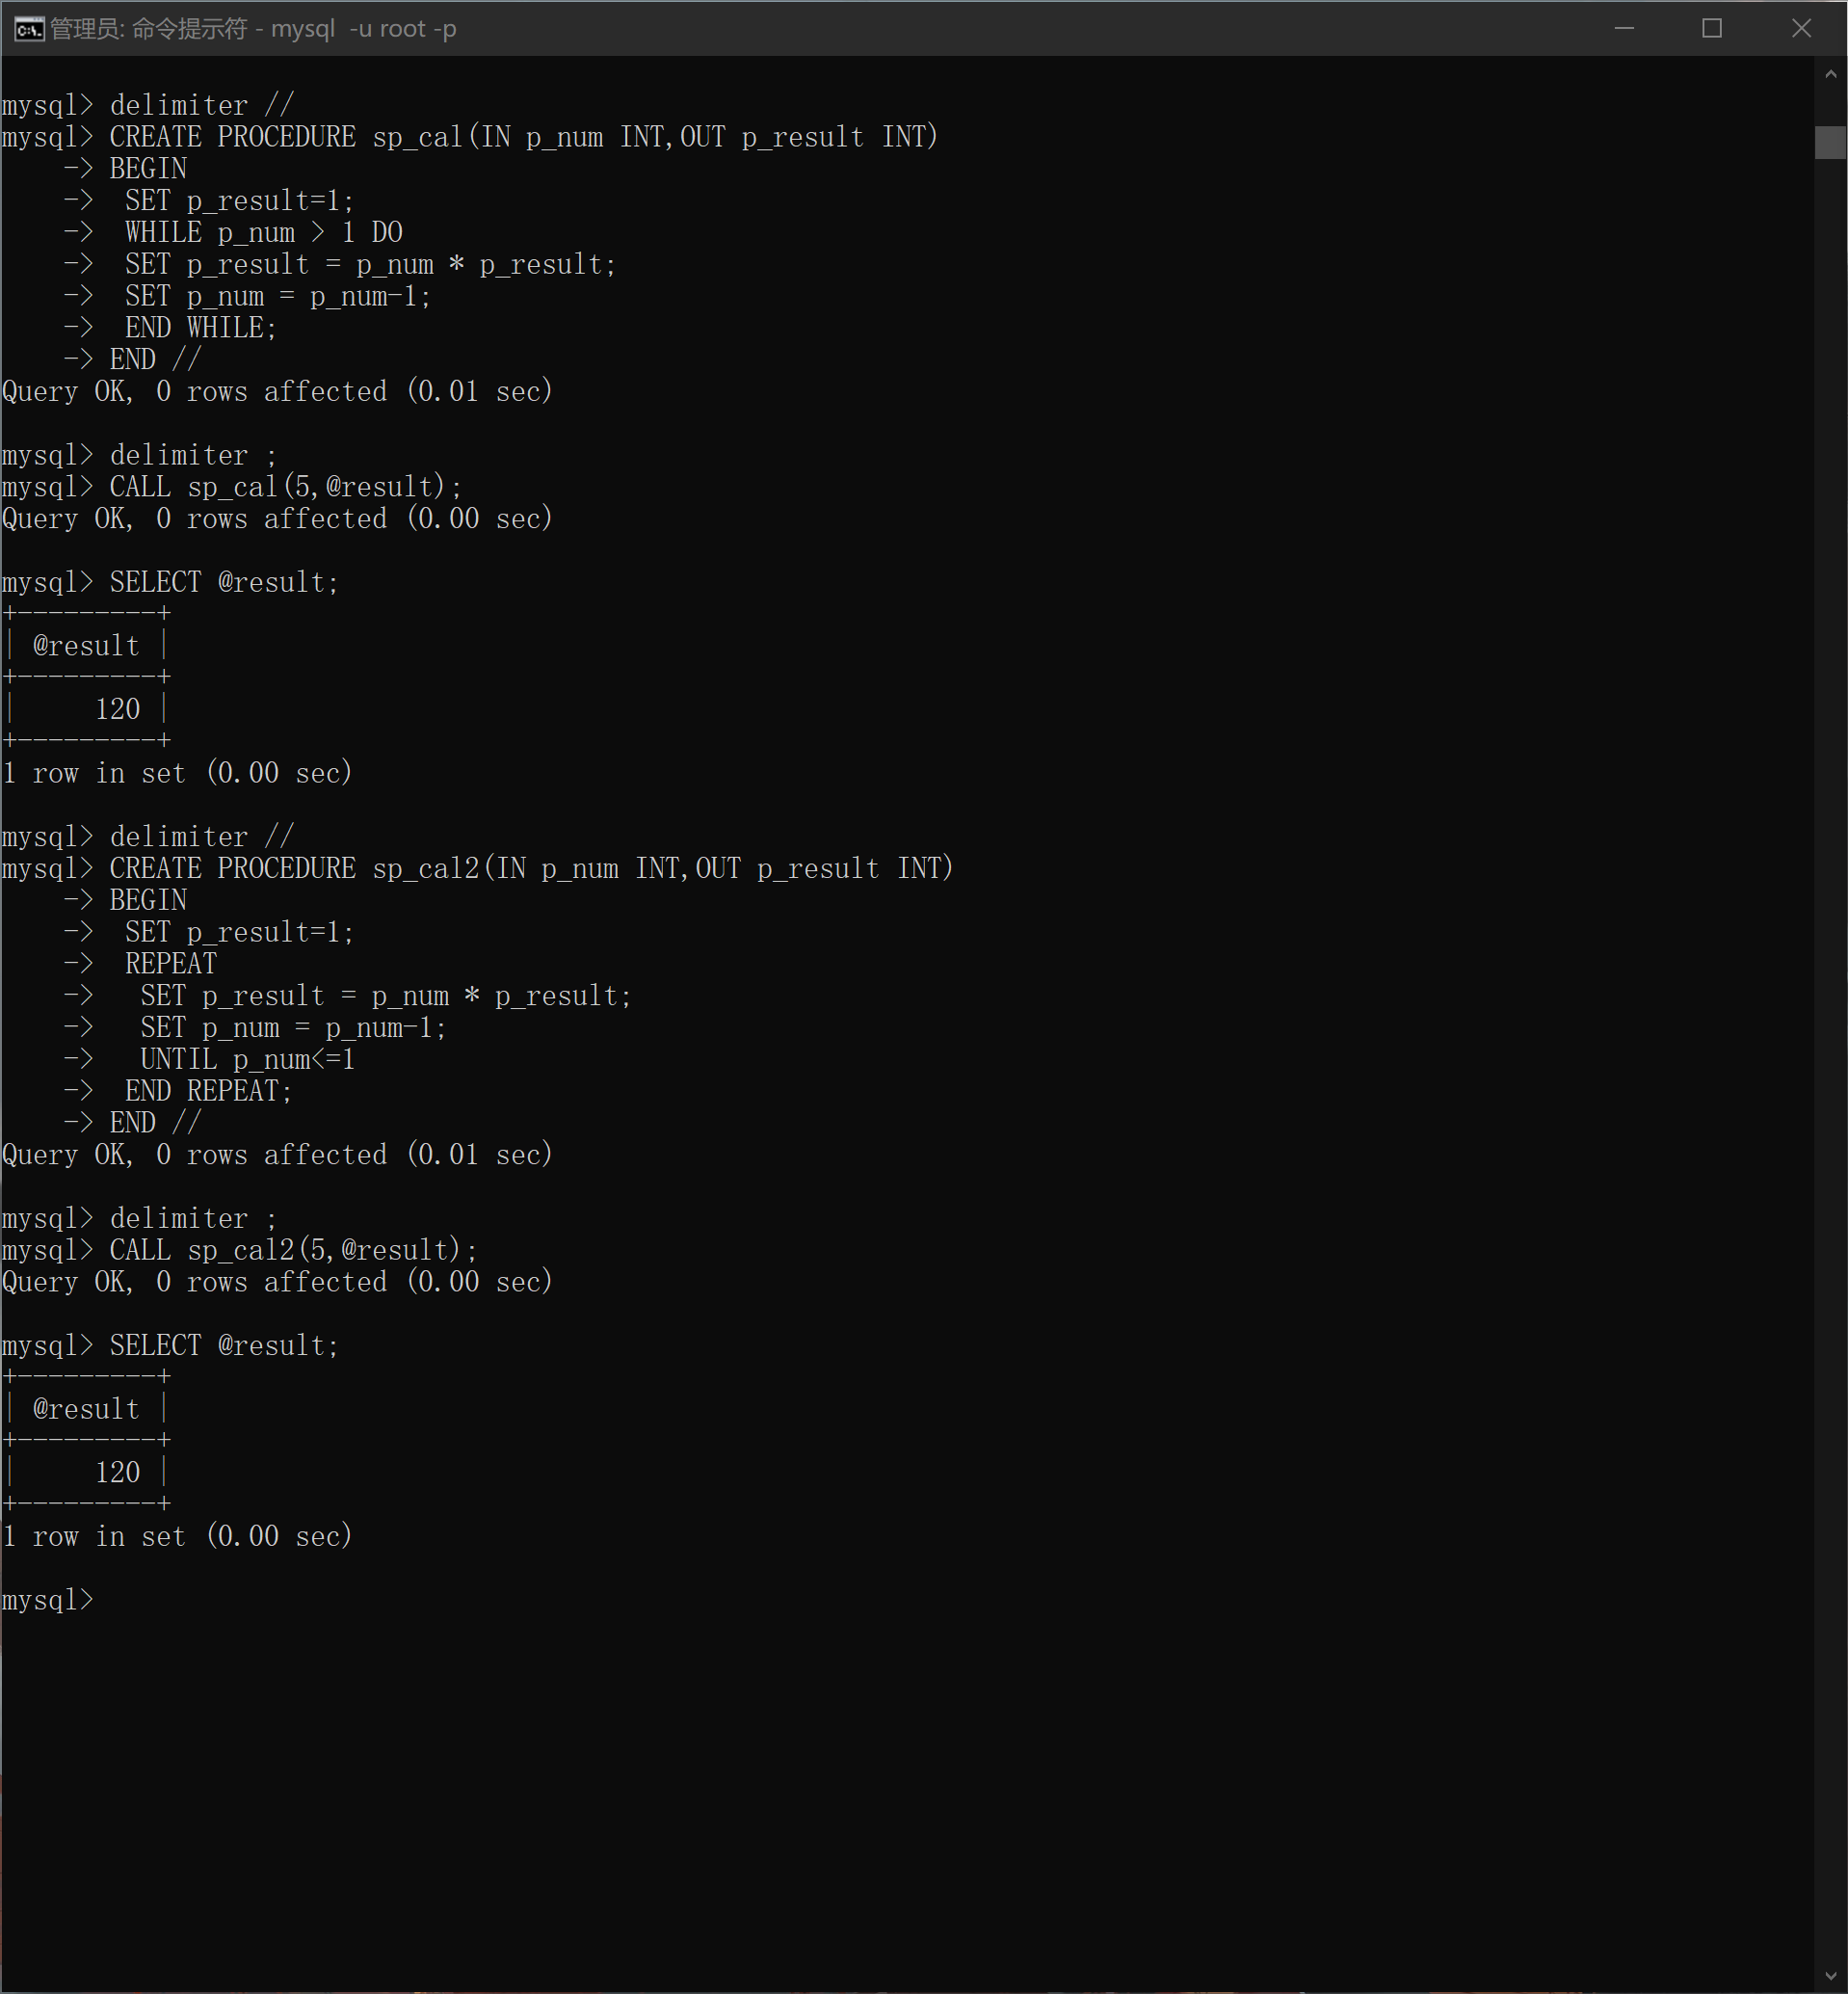 管理员: 命令提示符 - mysql  -u root -p
mysql> delimiter //
mysql> CREATE PROCEDURE sp_cal(IN p_num INT,OUT p_result INT)
    -> BEGIN
    ->  SET p_result=1;
    ->  WHILE p_num > 1 DO
    ->  SET p_result = p_num * p_result;
    ->  SET p_num = p_num-1;
    ->  END WHILE;
    -> END //
Query OK, 0 rows affected (0.01 sec)
mysql> delimiter ;
mysql> CALL sp_cal(5,@result);
Query OK, 0 rows affected (0.00 sec)
mysql> SELECT @result;
+---------+
| @result |
+---------+
|     120 |
+---------+
1 row in set (0.00 sec)
mysql> delimiter //
mysql> CREATE PROCEDURE sp_cal2(IN p_num INT,OUT p_result INT)
    -> BEGIN
    ->  SET p_result=1;
    ->  REPEAT
    ->   SET p_result = p_num * p_result;
    ->   SET p_num = p_num-1;
    ->   UNTIL p_num<=1
    ->  END REPEAT;
    -> END //
Query OK, 0 rows affected (0.01 sec)
mysql> delimiter ;
mysql> CALL sp_cal2(5,@result);
Query OK, 0 rows affected (0.00 sec)
mysql> SELECT @result;
+---------+
| @result |
+---------+
|     120 |
+---------+
1 row in set (0.00 sec)
mysql>